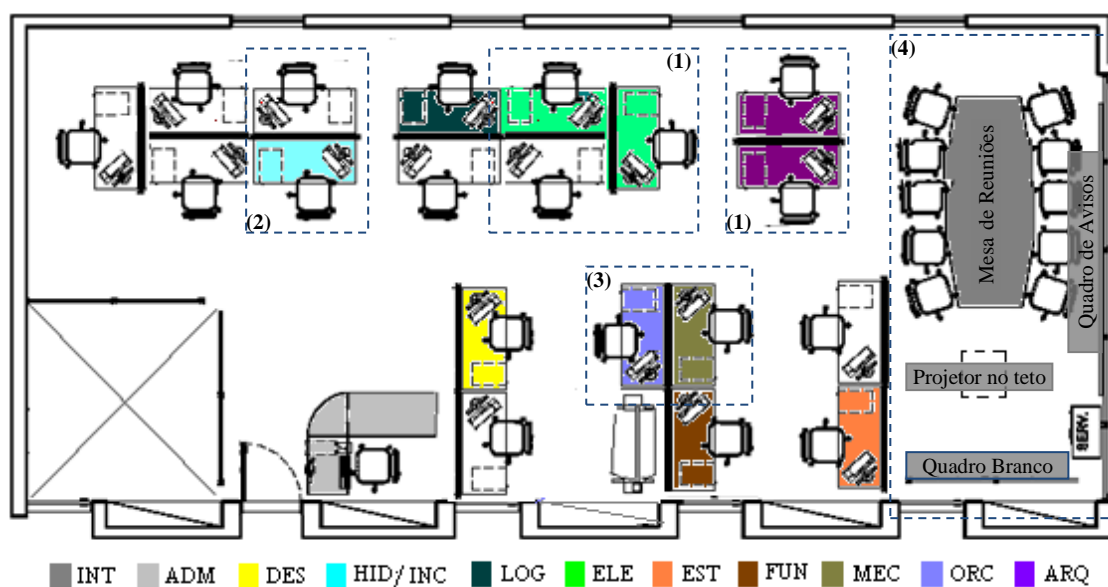 (1)
(4)
Mesa de Reuniões
Quadro de Avisos
(2)
(1)
(3)
Projetor no teto
SERV.
Quadro Branco
INT ADM DES HID/INC LOG ELE EST FUN MEC ORC ARQ